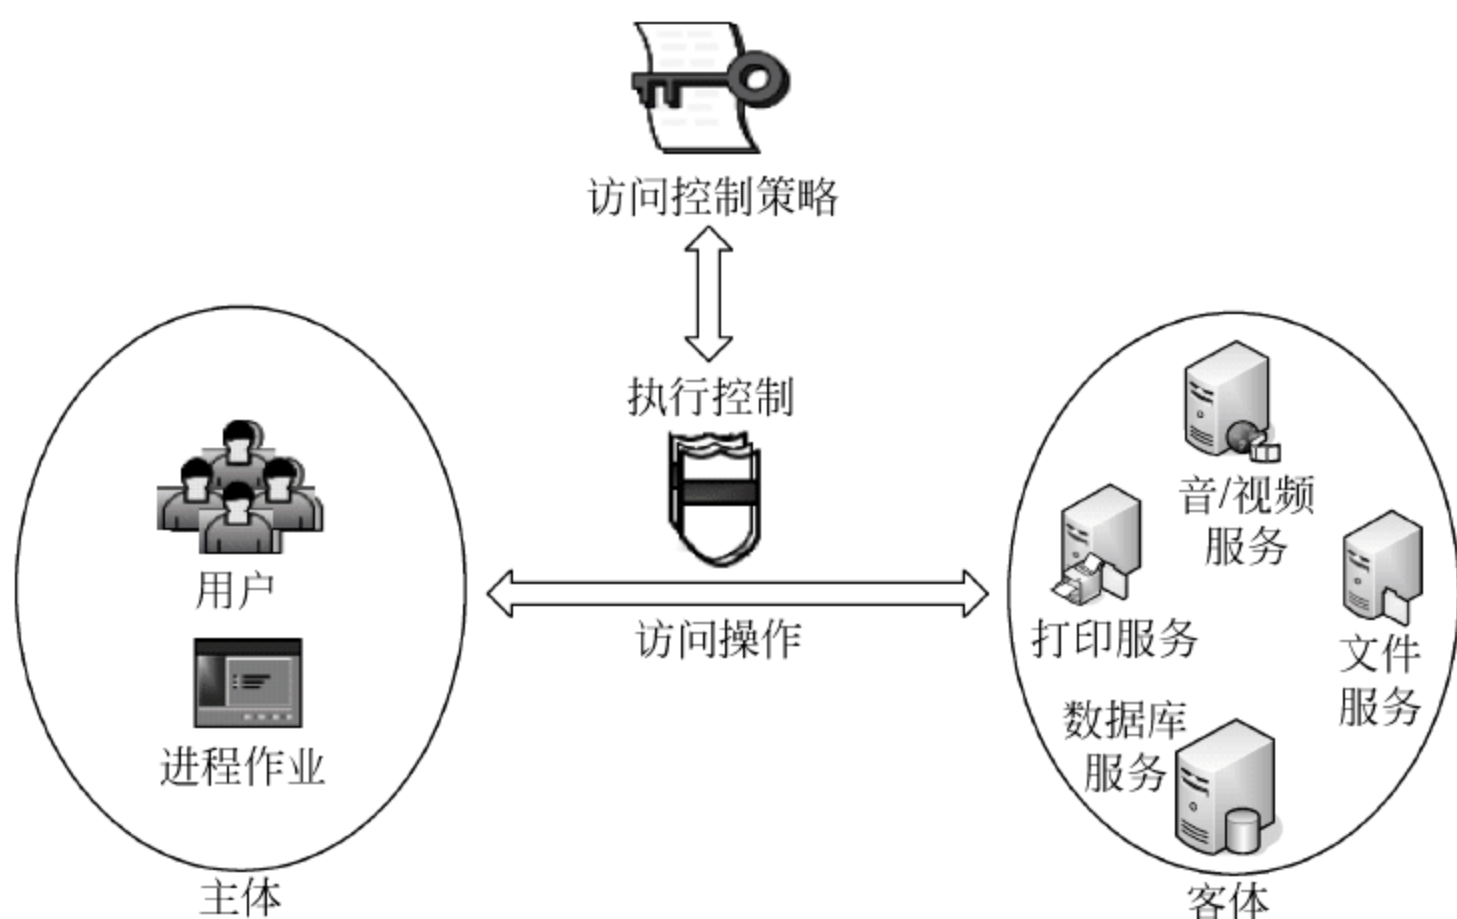 访问控制策略
执行控制
用户
进程作业
主体
访问操作
音/视频
服务
打印服务
文件
服务
数据库
服务
客体